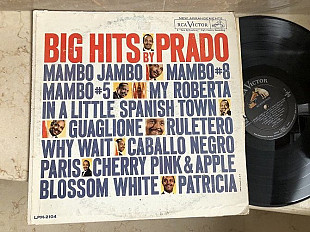 RCA VICTOR
BIG HITS BY PRADO
MAMBO JAMBO MAMBO #8
MAMBO #5 MY ROBERTA
IN A LITTLE SPANISH TOWN
GUAGLIONE RULETERO
WHY WAIT CABALLO NEGRO
PARIS CHERRY PINK & APPLE
BLOSSOM WHITE PATRICIA
LPM-2104